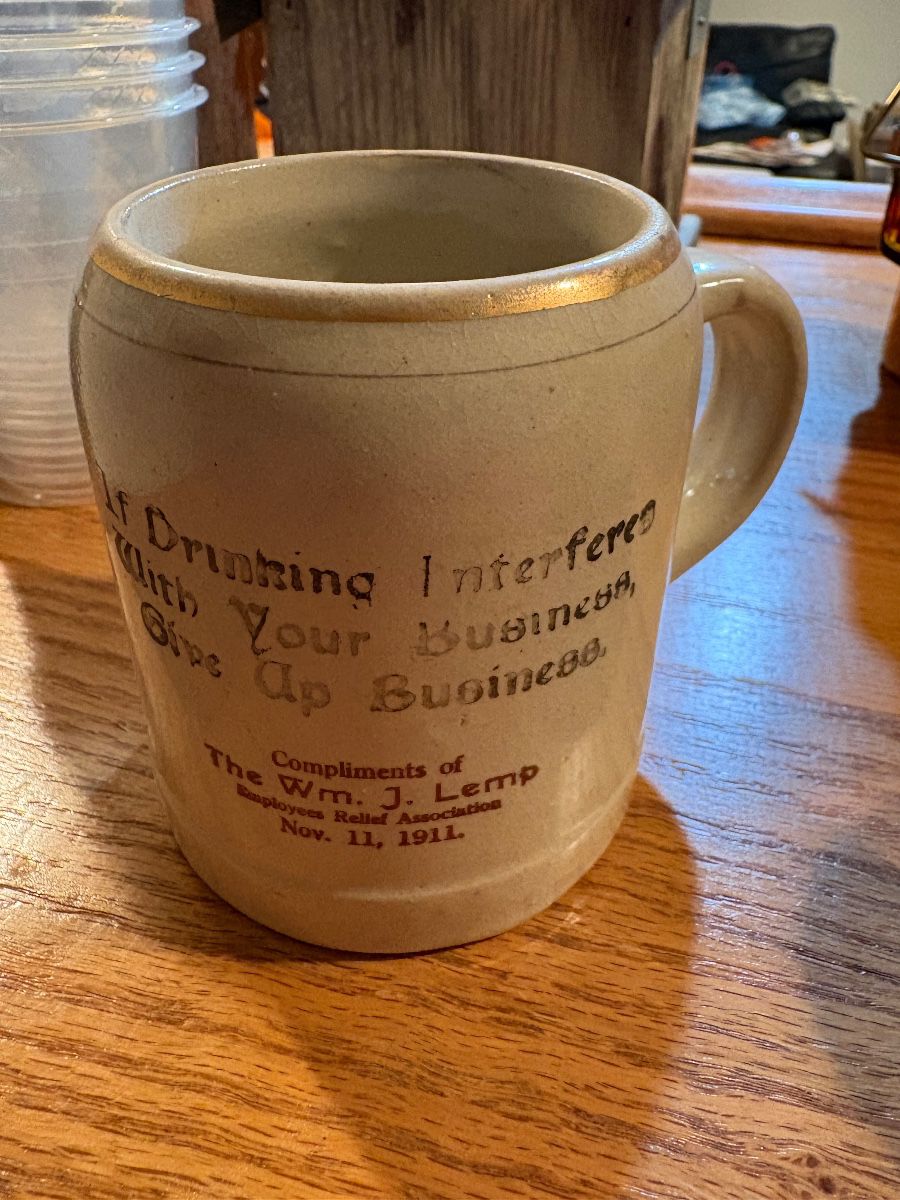 If Drinking Interferes
With Your Business,
Give Up Business.
Compliments of
The Wm. J. Lemp
Employees Relief Association
Nov. 11, 1911.